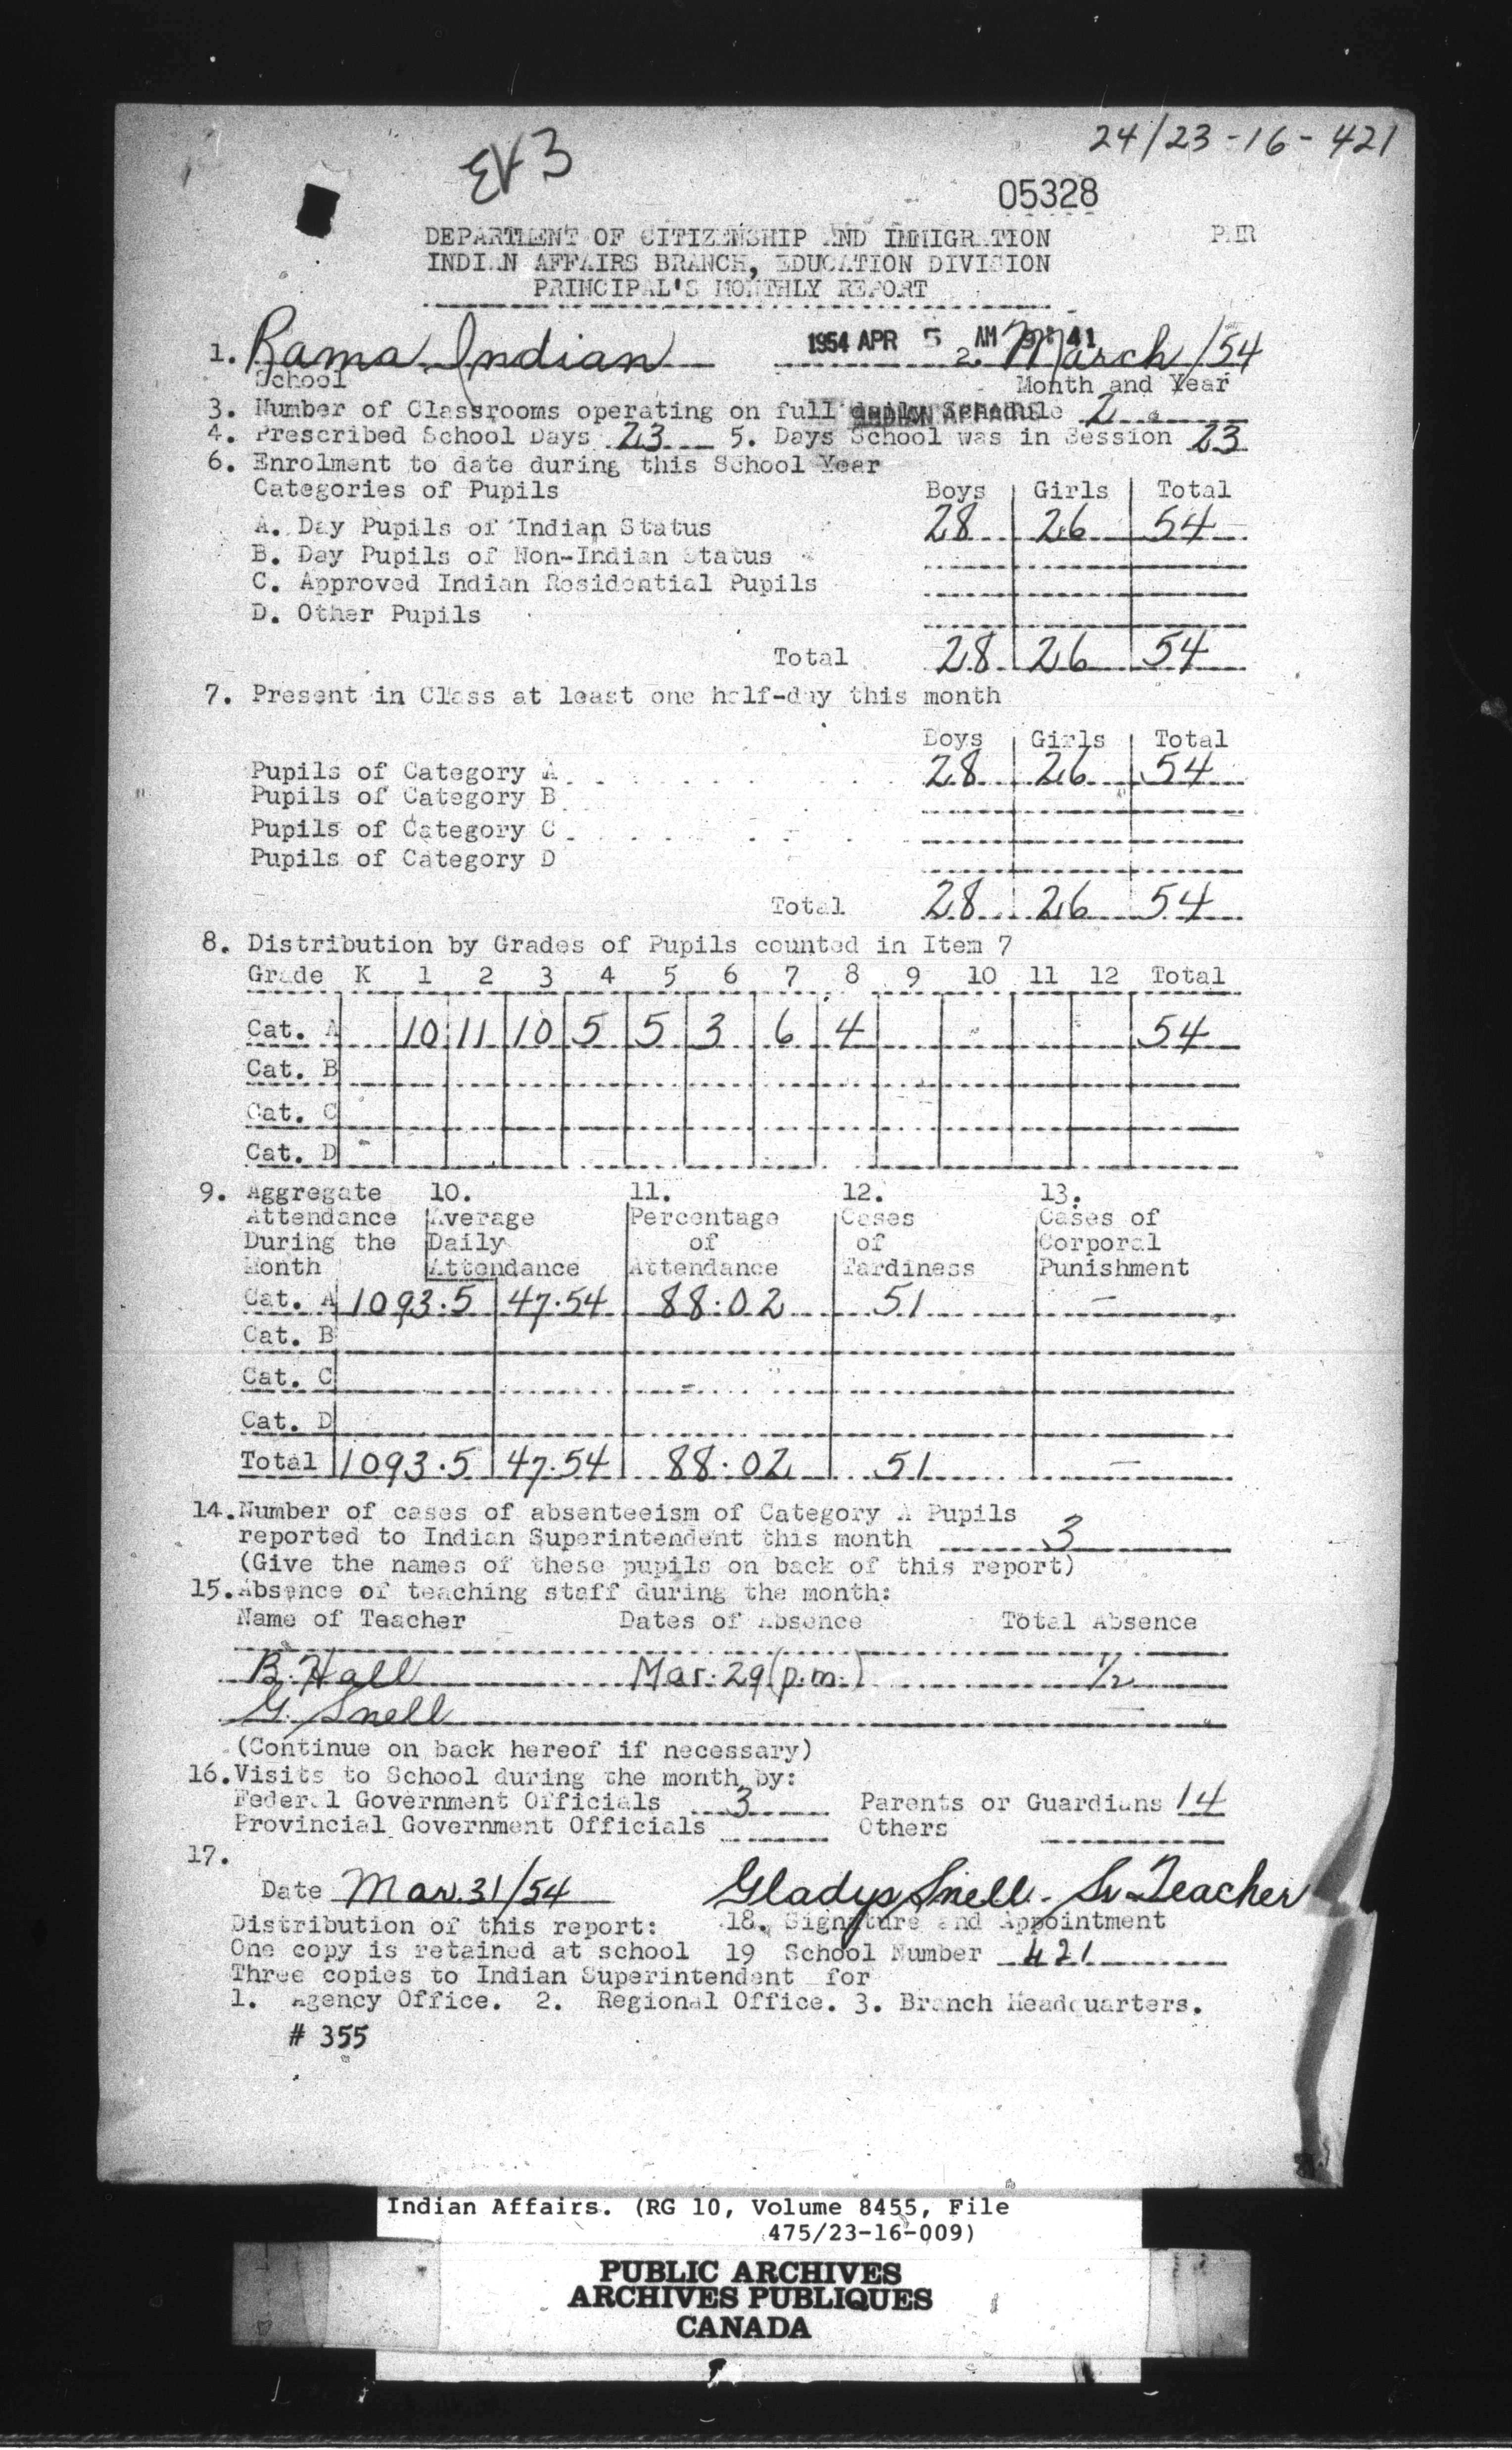 24/23-16-421
05328
DEPARTMENT OF CITIZENSHIP AND IMMIGRATION
INDIAN AFFAIRS BRANCH, EDUCATION DIVISION
PRINCIPAL'S MONTHLY REPORT
1. Rama Indian 1954 APR 5 AM 9:41 2. March/54
School Month and Year
3. Number of Classrooms operating on full daily Schedule 2
INDIAN AFFAIRS
4. Prescribed School Days 23 5. Days School was in Session 23
6. Enrolment to date during this School Year
Categories of Pupils Boys Girls Total
A. Day Pupils of Indian Status 28 26 54
B. Day Pupils of Non-Indian Status
C. Approved Indian Residential Pupils
D. Other Pupils
Total 28 26 54
7. Present in Class at least one half-day this month
Boys Girls Total
Pupils of Category A 28 26 54
Pupils of Category B
Pupils of Category C
Pupils of Category D
Total 28 26 54
8. Distribution by Grades of Pupils counted in Item 7
Grade K 1 2 3 4 5 6 7 8 9 10 11 12 Total
Cat. A 10 11 10 5 5 3 6 4 54
Cat. B
Cat. C
Cat. D
9. Aggregate 10. 11. 12. 13.
Attendance Average Percentage Cases Cases of
During the Daily of of Corporal
Month Attendance Attendance Tardiness Punishment
Cat. A 1093.5 47.54 88.02 51 —
Cat. B
Cat. C
Cat. D
Total 1093.5 47.54 88.02 51 —
14. Number of cases of absenteeism of Category A Pupils
reported to Indian Superintendent this month 3
(Give the names of these pupils on back of this report)
15. Absence of teaching staff during the month:
Name of Teacher Dates of Absence Total Absence
B. Hall Mar. 29 (p.m.) 1/2
G. Snell —
(Continue on back hereof if necessary)
16. Visits to School during the month by:
Federal Government Officials 3 Parents or Guardians 14
Provincial Government Officials Others
17.
Date Mar. 31/54 Gladys Snell - Sr. Teacher
Distribution of this report: 18. Signature and Appointment
One copy is retained at school 19 School Number 421
Three copies to Indian Superintendent for
1. Agency Office. 2. Regional Office. 3. Branch Headquarters.
# 355
Indian Affairs. (RG 10, Volume 8455, File
475/23-16-009)
PUBLIC ARCHIVES
ARCHIVES PUBLIQUES
CANADA